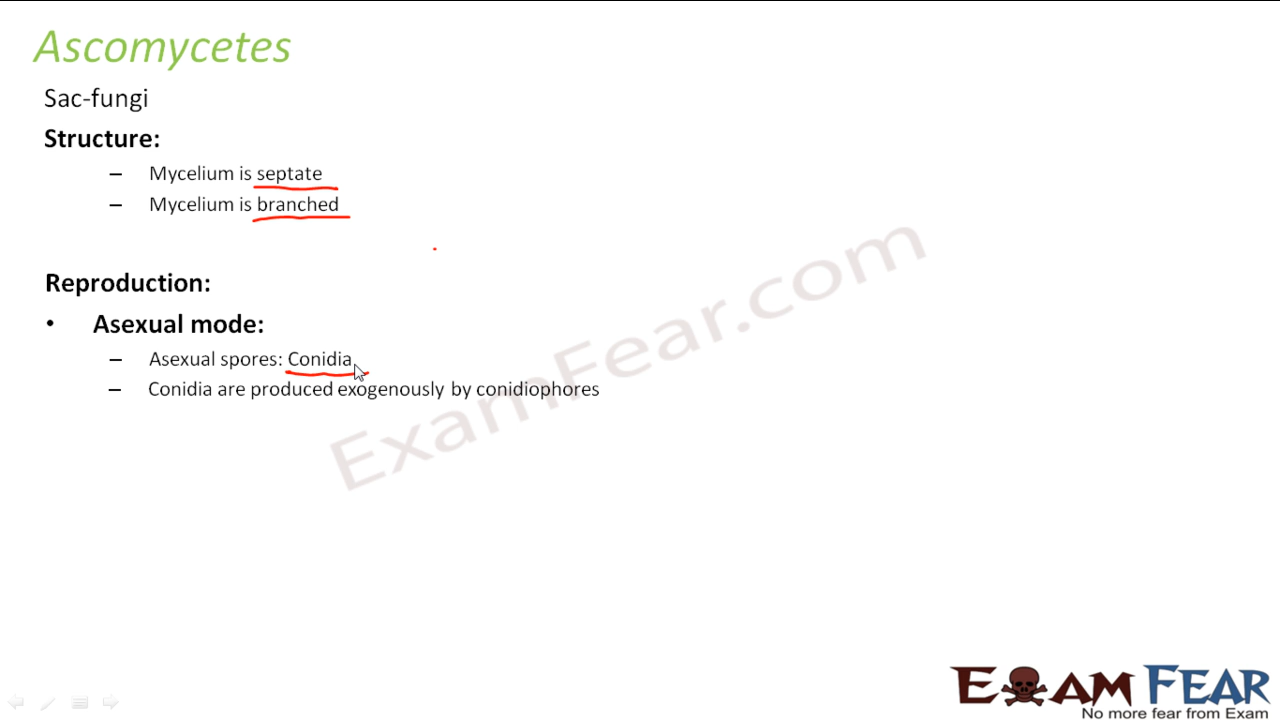 Ascomycetes
Sac-fungi
Structure:
– Mycelium is septate
– Mycelium is branched
Reproduction:
• Asexual mode:
– Asexual spores: Conidia
– Conidia are produced exogenously by conidiophores
ExamFear.com
EXAM FEAR
No more fear from Exam